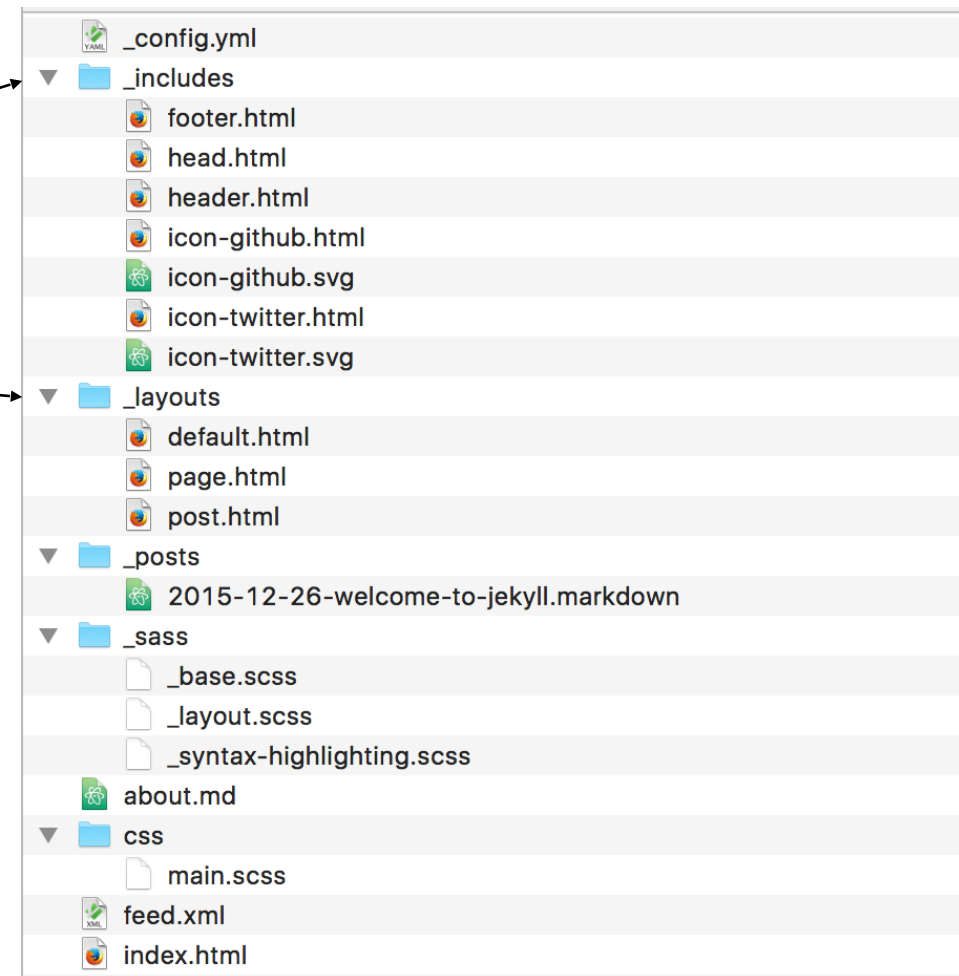 _config.yml
_includes
footer.html
head.html
header.html
icon-github.html
icon-github.svg
icon-twitter.html
icon-twitter.svg
_layouts
default.html
page.html
post.html
_posts
2015-12-26-welcome-to-jekyll.markdown
_sass
_base.scss
_layout.scss
_syntax-highlighting.scss
about.md
css
main.scss
feed.xml
index.html